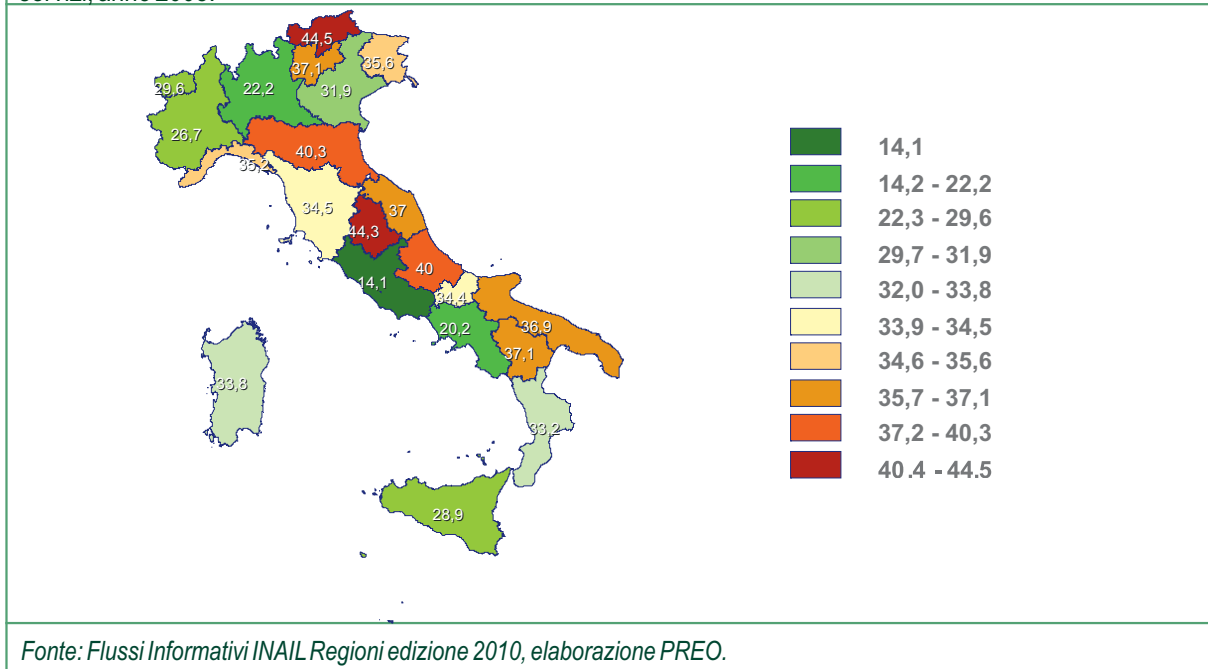 44,5
37,1
35,6
29,6
22,2
31,9
26,7
40,3
35,2
34,5
37
44,3
40
14,1
34,4
20,2
36,9
37,1
33,8
33,2
28,9
14,1
14,2 - 22,2
22,3 - 29,6
29,7 - 31,9
32,0 - 33,8
33,9 - 34,5
34,6 - 35,6
35,7 - 37,1
37,2 - 40,3
40.4 - 44.5
Fonte: Flussi Informativi INAIL Regioni edizione 2010, elaborazione PREO.